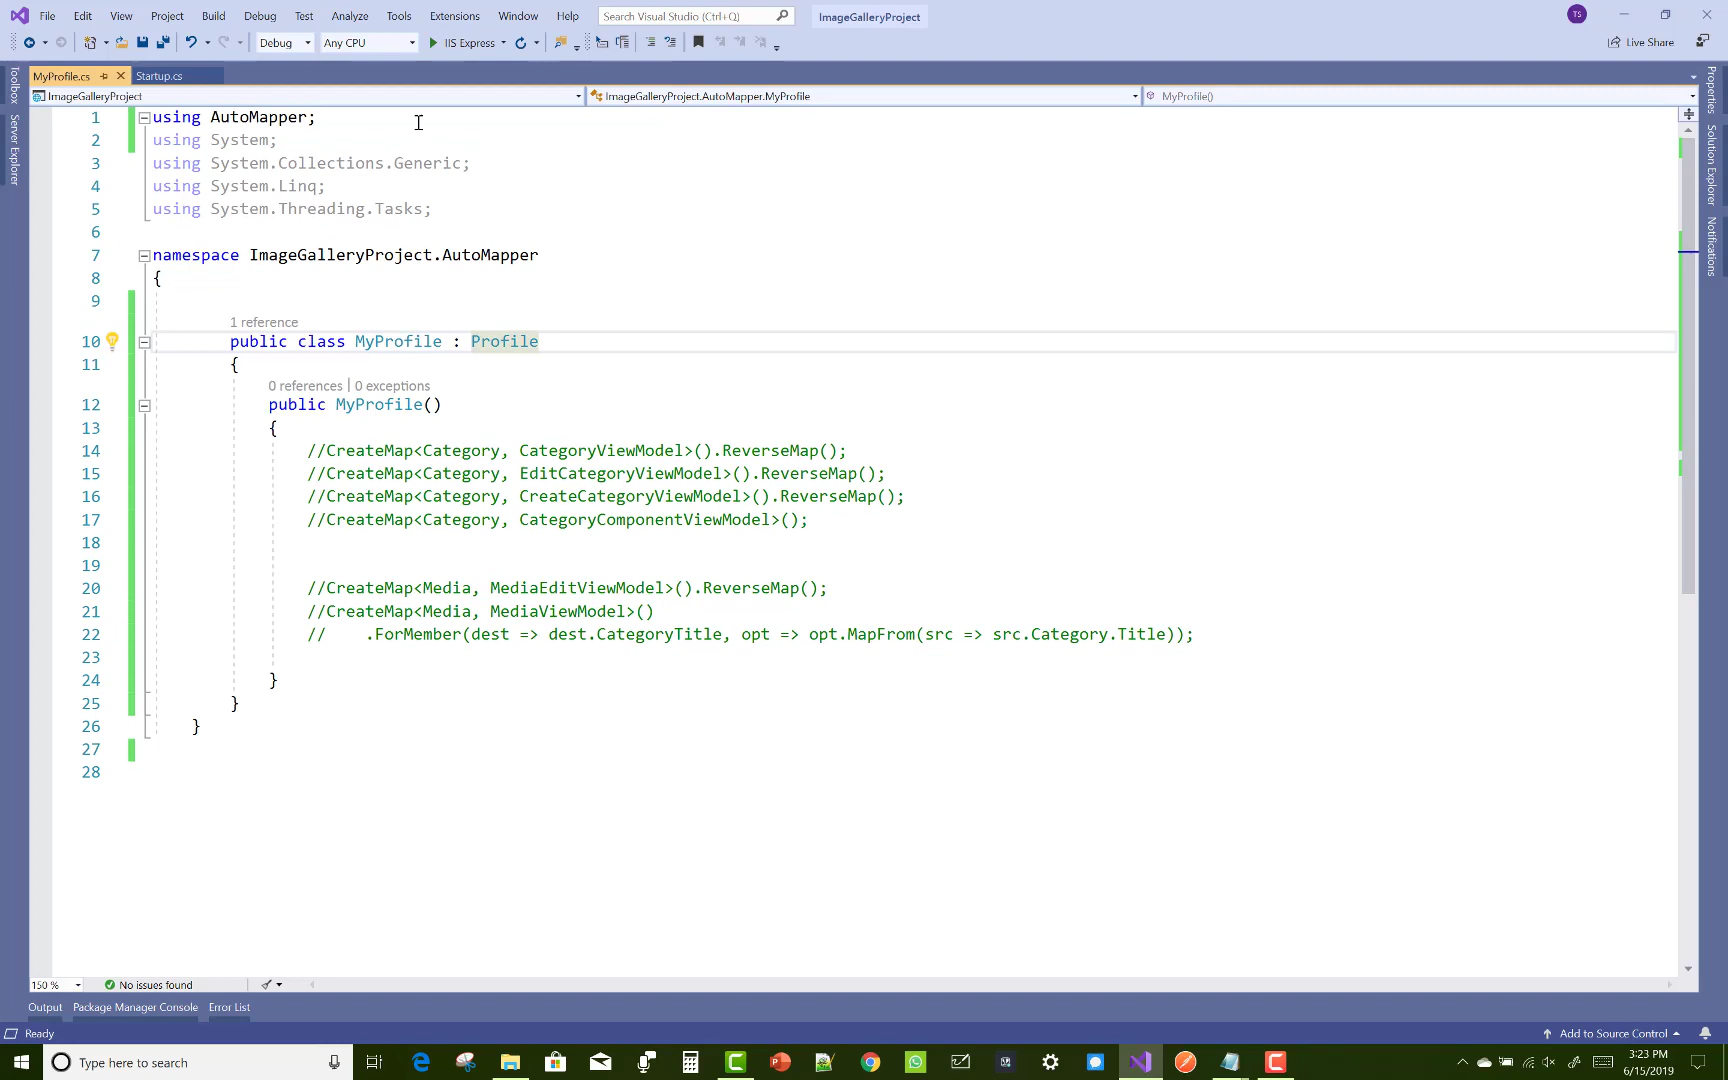 File Edit View Project Build Debug Test Analyze Tools Extensions Window Help Search Visual Studio (Ctrl+Q) ImageGalleryProject TS
Debug Any CPU IIS Express Live Share
MyProfile.cs Startup.cs
ImageGalleryProject ImageGalleryProject.AutoMapper.MyProfile MyProfile()
Toolbox
Server Explorer
Properties
Solution Explorer
Notifications
1 using AutoMapper;
2 using System;
3 using System.Collections.Generic;
4 using System.Linq;
5 using System.Threading.Tasks;
6
7 namespace ImageGalleryProject.AutoMapper
8 {
9
1 reference
10 public class MyProfile : Profile
11 {
0 references | 0 exceptions
12 public MyProfile()
13 {
14 //CreateMap<Category, CategoryViewModel>().ReverseMap();
15 //CreateMap<Category, EditCategoryViewModel>().ReverseMap();
16 //CreateMap<Category, CreateCategoryViewModel>().ReverseMap();
17 //CreateMap<Category, CategoryComponentViewModel>();
18
19
20 //CreateMap<Media, MediaEditViewModel>().ReverseMap();
21 //CreateMap<Media, MediaViewModel>()
22 // .ForMember(dest => dest.CategoryTitle, opt => opt.MapFrom(src => src.Category.Title));
23
24 }
25 }
26 }
27
28
150 % No issues found
Output Package Manager Console Error List
Ready Add to Source Control
Type here to search
3:23 PM
6/15/2019